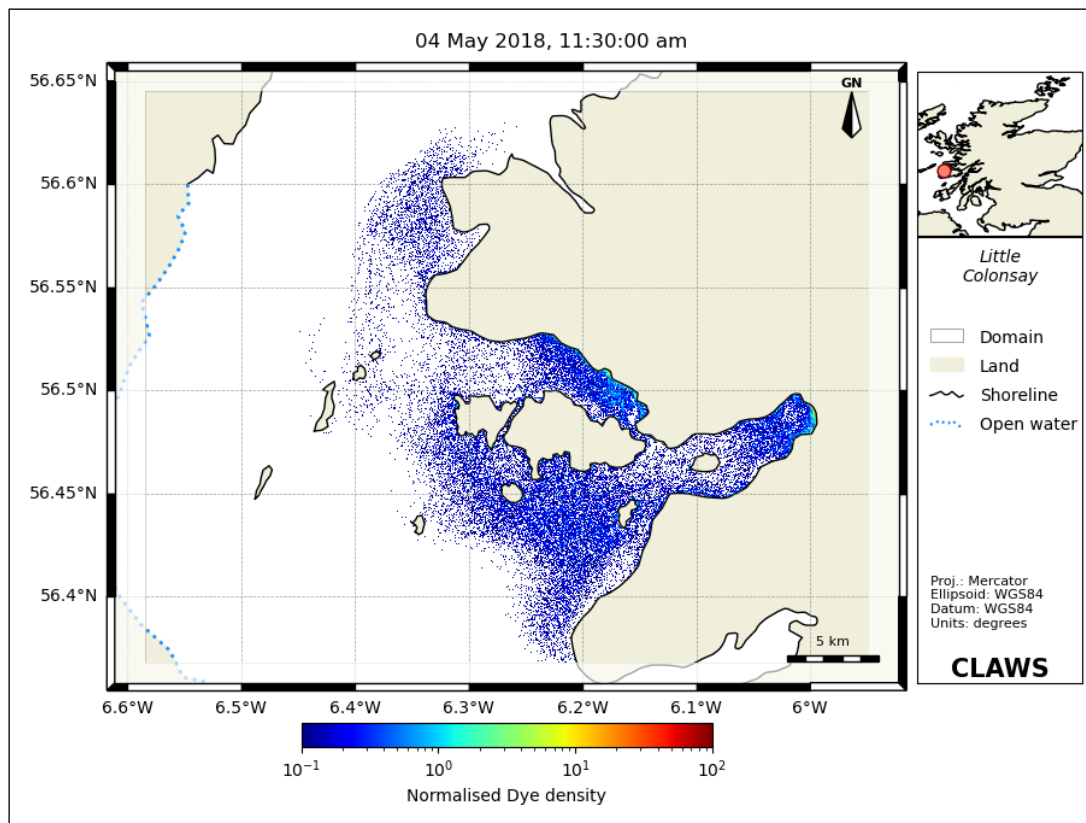 04 May 2018, 11:30:00 am
56.65°N
56.6°N
56.55°N
56.5°N
56.45°N
56.4°N
6.6°W
6.5°W
6.4°W
6.3°W
6.2°W
6.1°W
6°W
GN
5 km
Little
Colonsay
Domain
Land
Shoreline
Open water
Proj.: Mercator
Ellipsoid: WGS84
Datum: WGS84
Units: degrees
CLAWS
10⁻¹
10⁰
10¹
10²
Normalised Dye density